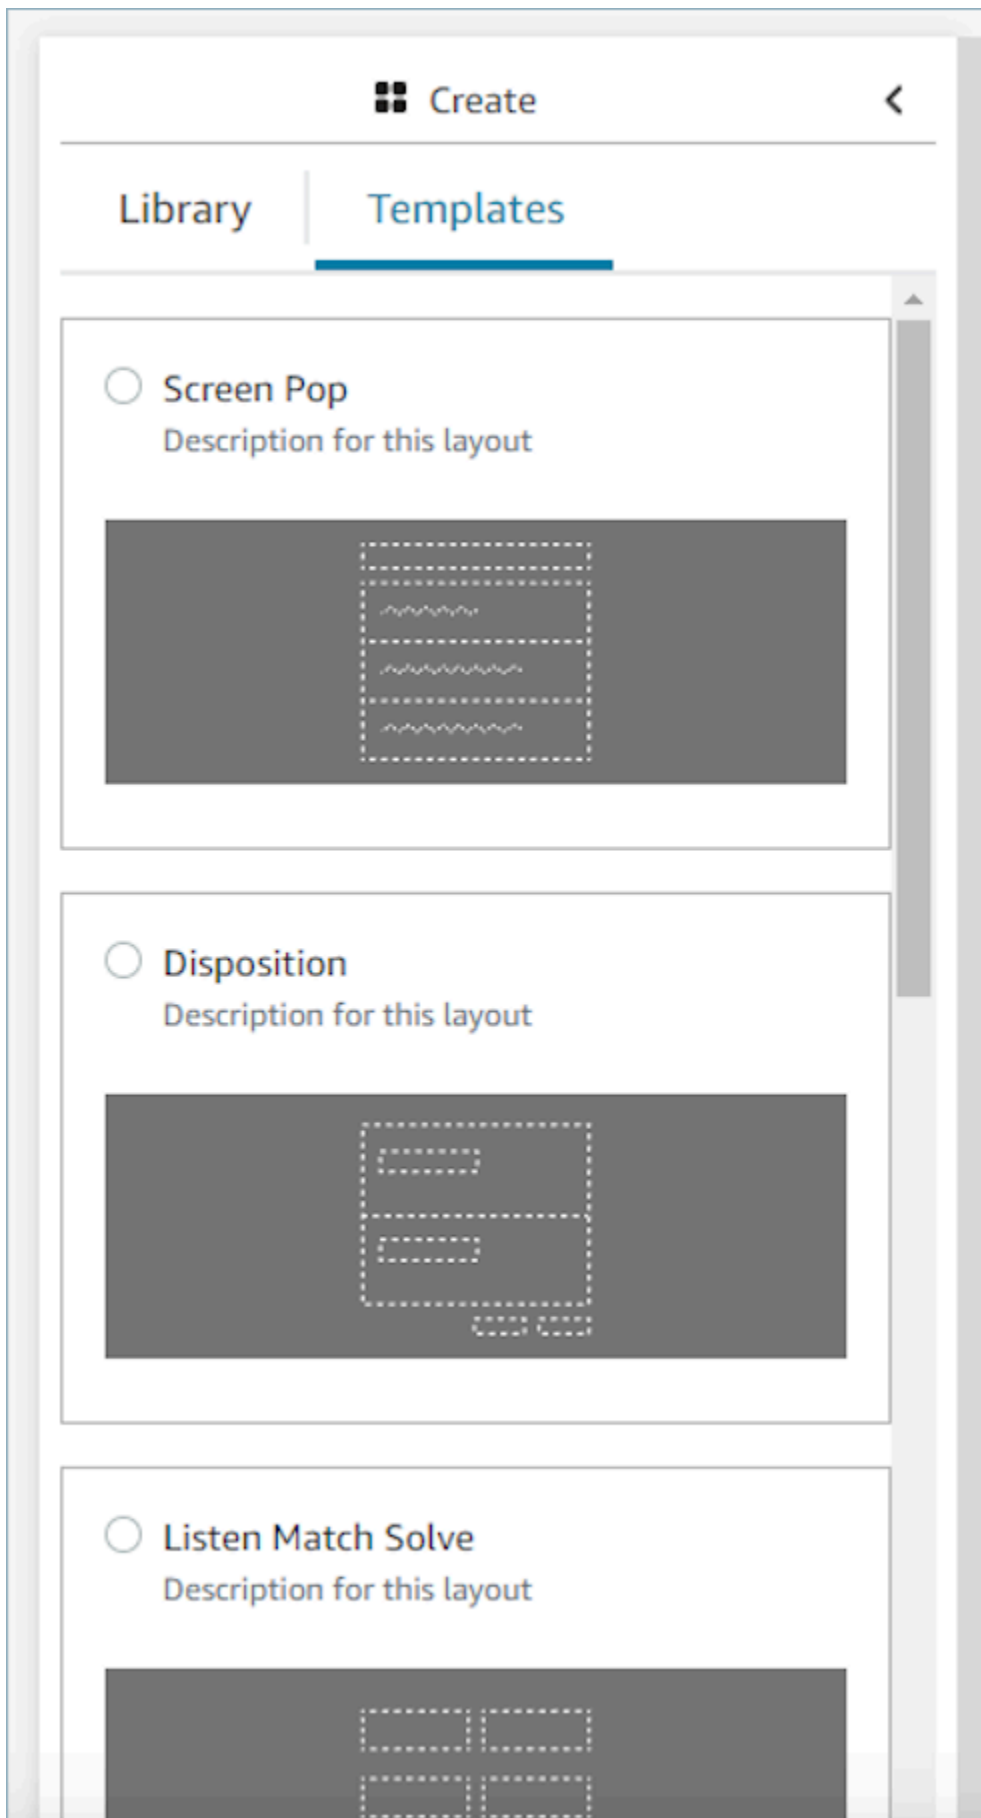 Create
Library
Templates
Screen Pop
Description for this layout
Disposition
Description for this layout
Listen Match Solve
Description for this layout